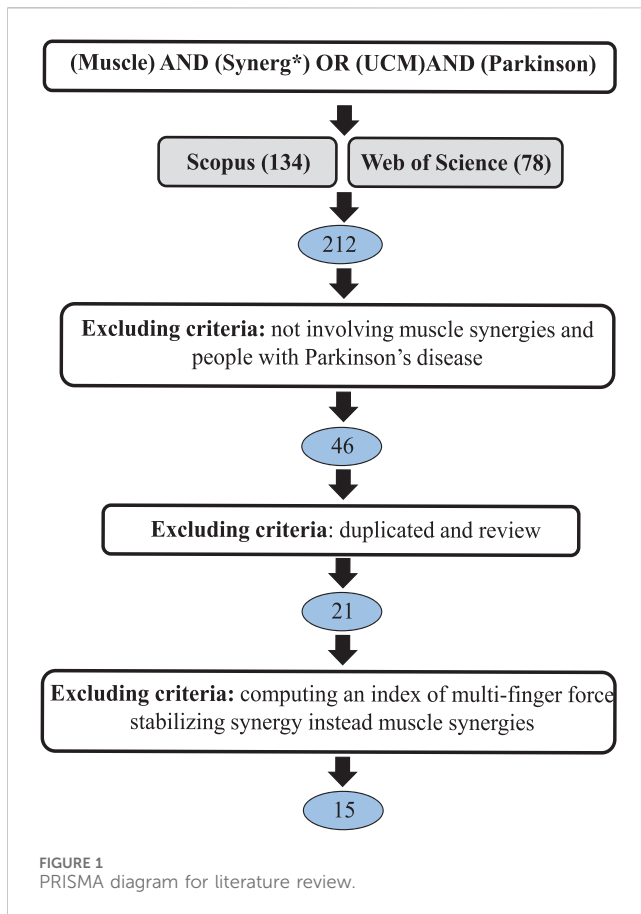 (Muscle) AND (Synerg*) OR (UCM)AND (Parkinson)
Scopus (134)
Web of Science (78)
212
Excluding criteria: not involving muscle synergies and
people with Parkinson's disease
46
Excluding criteria: duplicated and review
21
Excluding criteria: computing an index of multi-finger force
stabilizing synergy instead muscle synergies
15
FIGURE 1
PRISMA diagram for literature review.